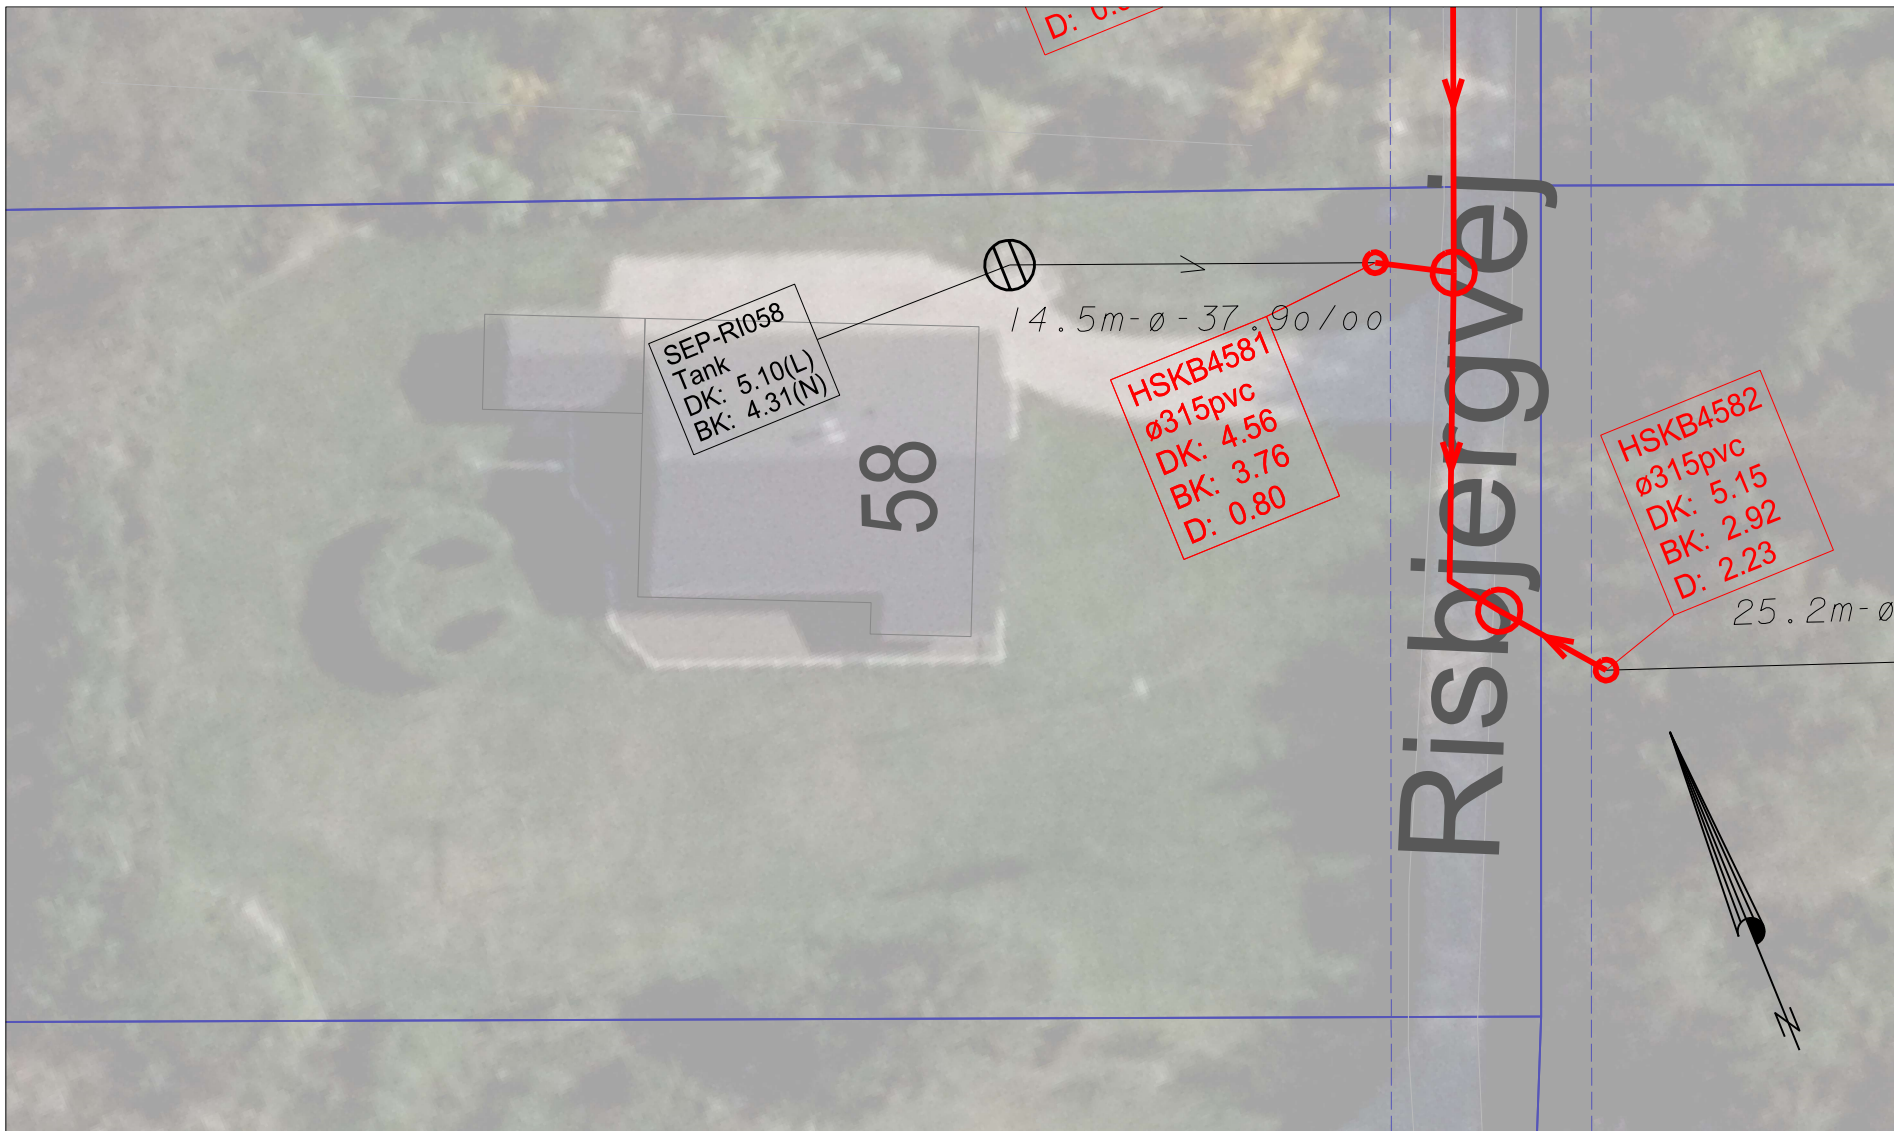 SEP-RI058
Tank
DK: 5.10(L)
BK: 4.31(N)
14.5m-ø-37.9o/oo
HSKB4581
ø315pvc
DK: 4.56
BK: 3.76
D: 0.80
58
Risbjergvej
HSKB4582
ø315pvc
DK: 5.15
BK: 2.92
D: 2.23
25.2m-ø
N